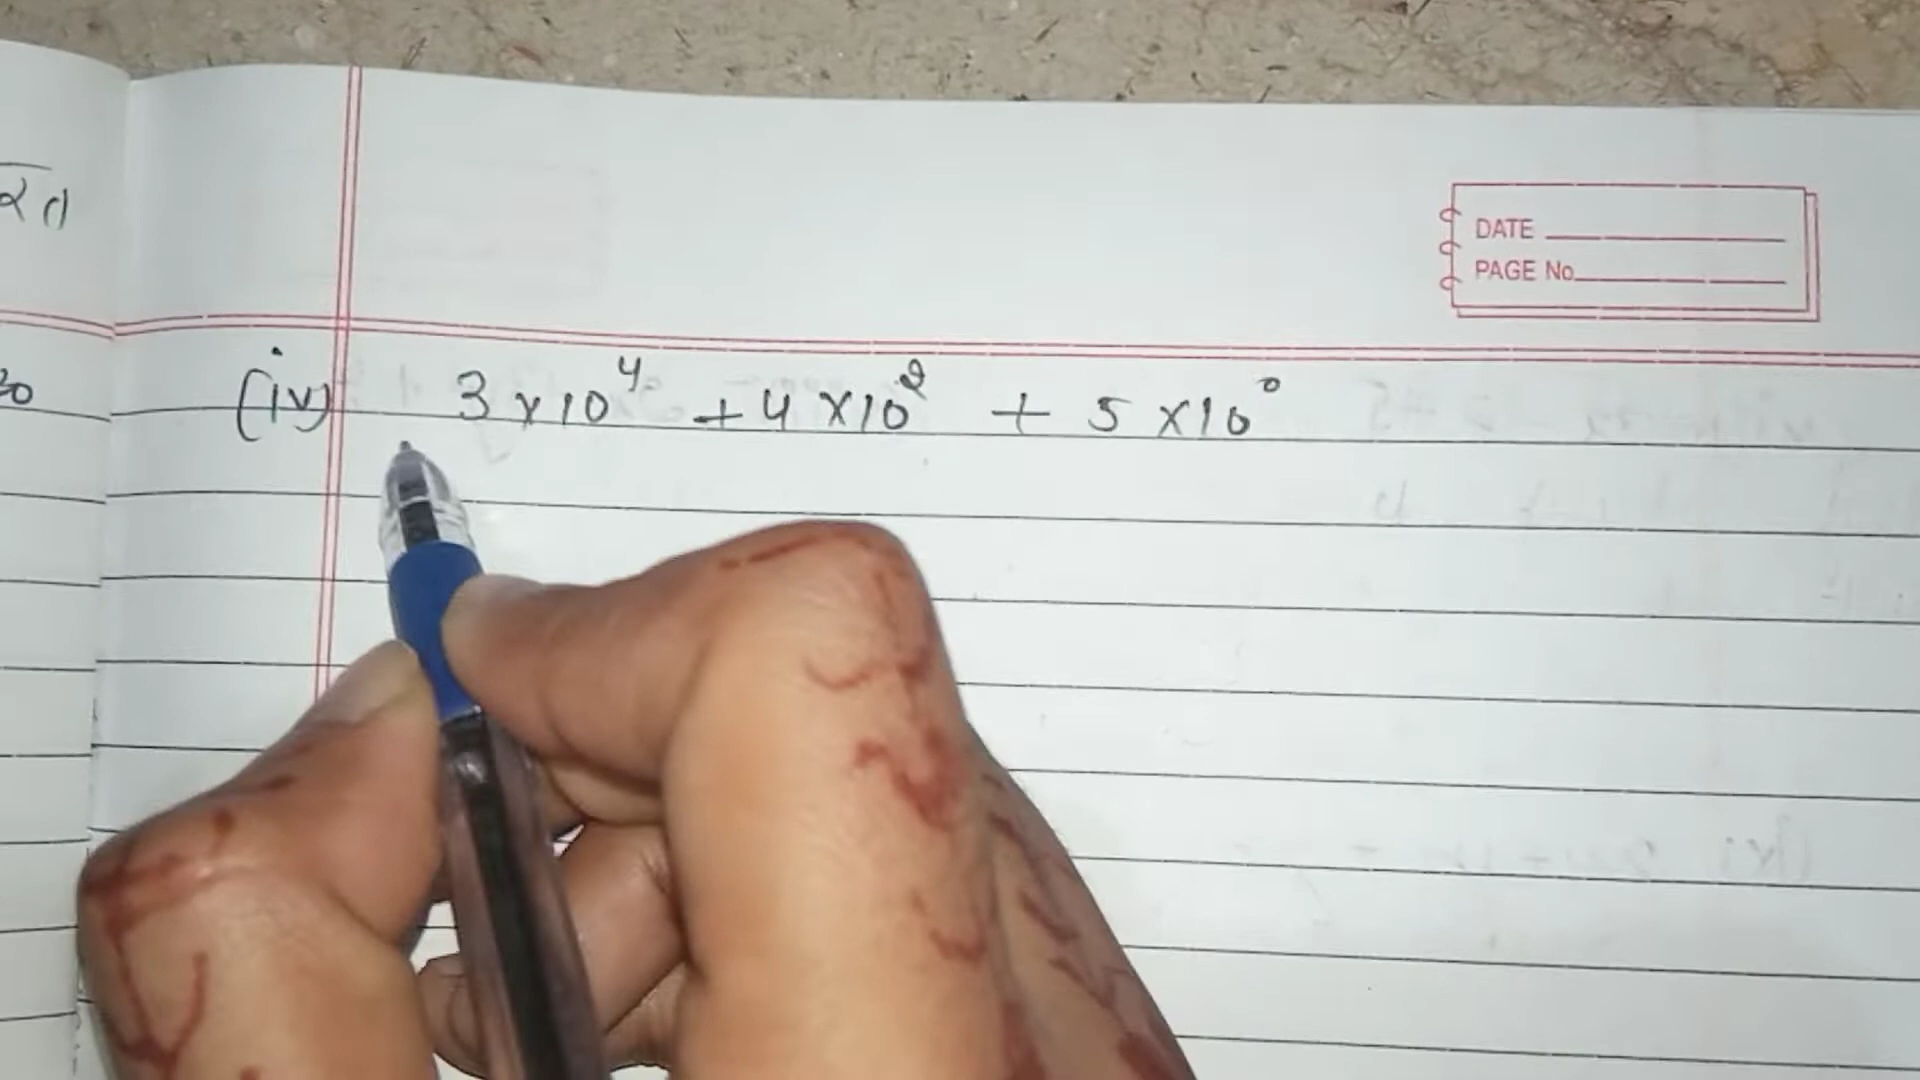 DATE
PAGE No
(iv) 3 x 10⁴ + 4 x 10² + 5 x 10⁰